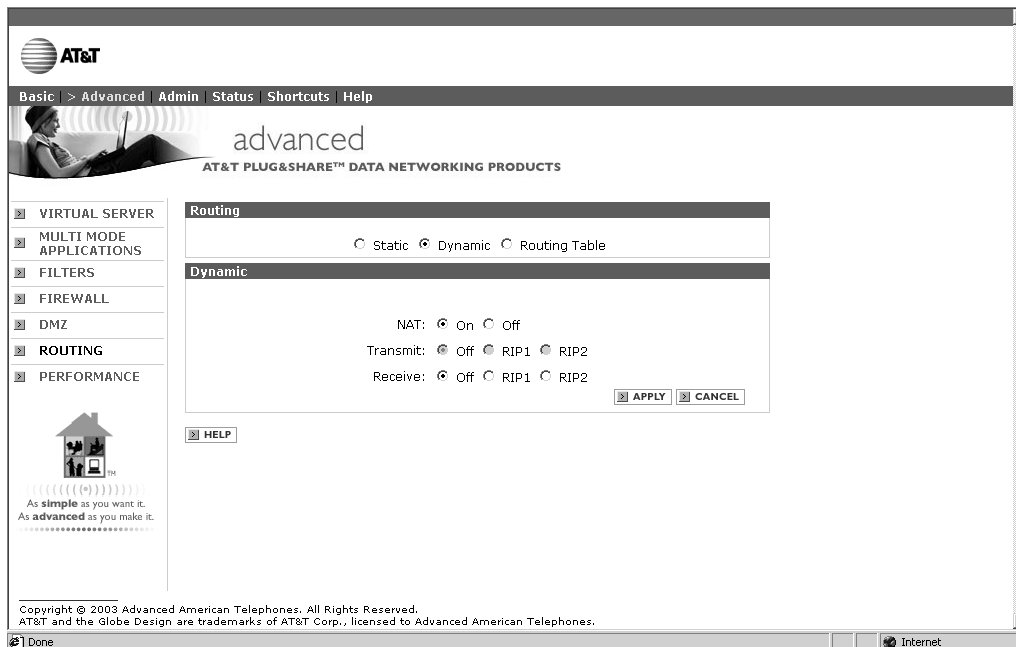 AT&T
Basic | > Advanced | Admin | Status | Shortcuts | Help
advanced
AT&T PLUG&SHARE™ DATA NETWORKING PRODUCTS
VIRTUAL SERVER
MULTI MODE
APPLICATIONS
FILTERS
FIREWALL
DMZ
ROUTING
PERFORMANCE
TM
As simple as you want it.
As advanced as you make it.
Routing
Static Dynamic Routing Table
Dynamic
NAT: On Off
Transmit: Off RIP1 RIP2
Receive: Off RIP1 RIP2
APPLY CANCEL
HELP
Copyright © 2003 Advanced American Telephones. All Rights Reserved.
AT&T and the Globe Design are trademarks of AT&T Corp., licensed to Advanced American Telephones.
Done Internet